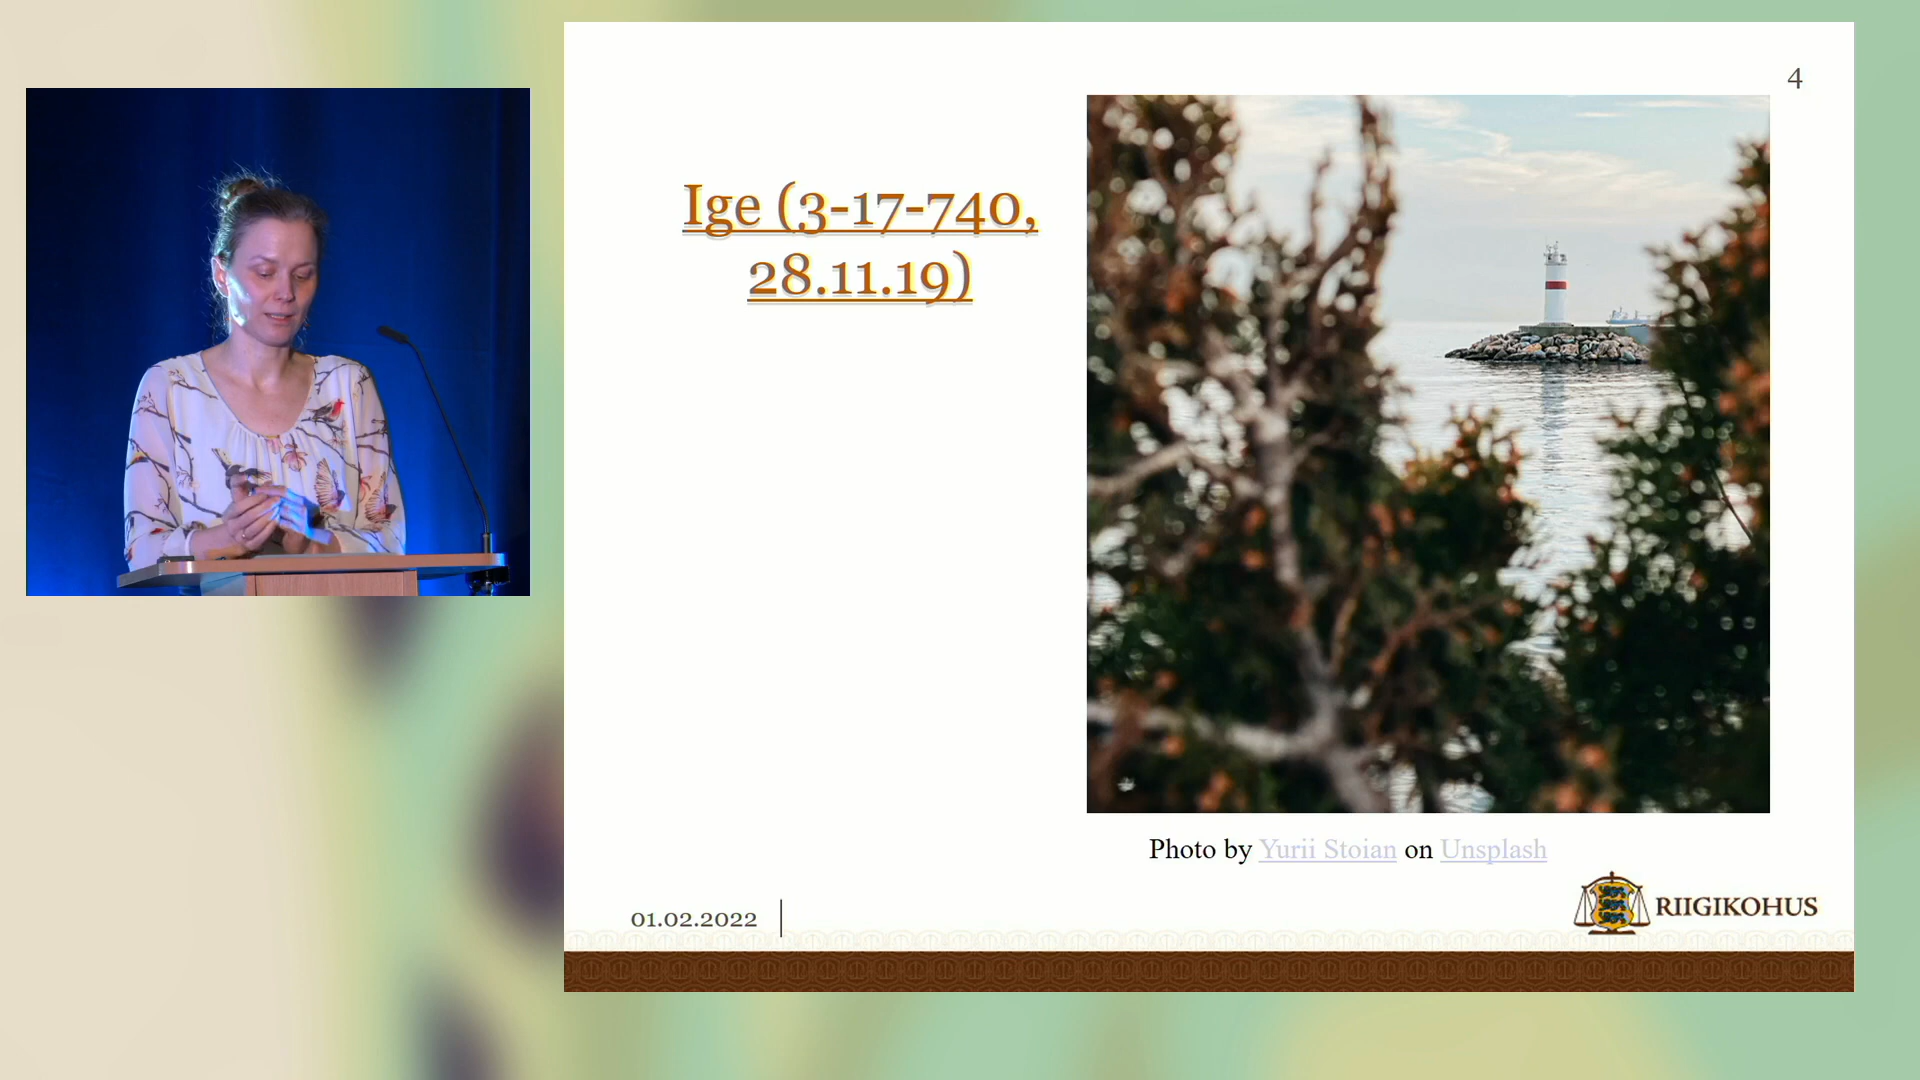 4
Ige (3-17-740,
28.11.19)
Photo by Yurii Stoian on Unsplash
01.02.2022
RIIGIKOHUS